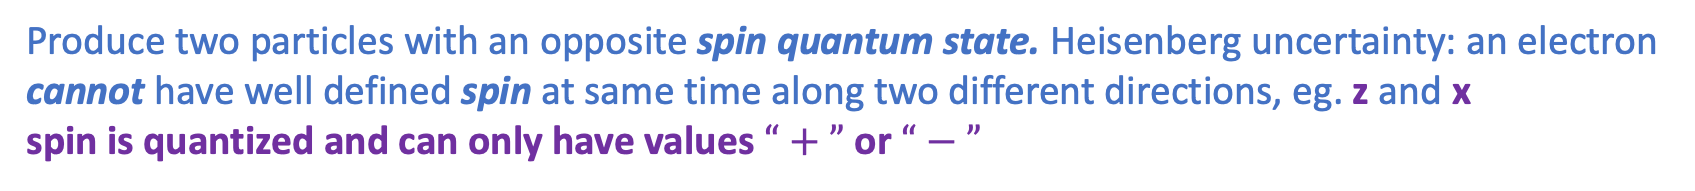 Produce two particles with an opposite spin quantum state. Heisenberg uncertainty: an electron
cannot have well defined spin at same time along two different directions, eg. z and x
spin is quantized and can only have values “ + ” or “ − ”